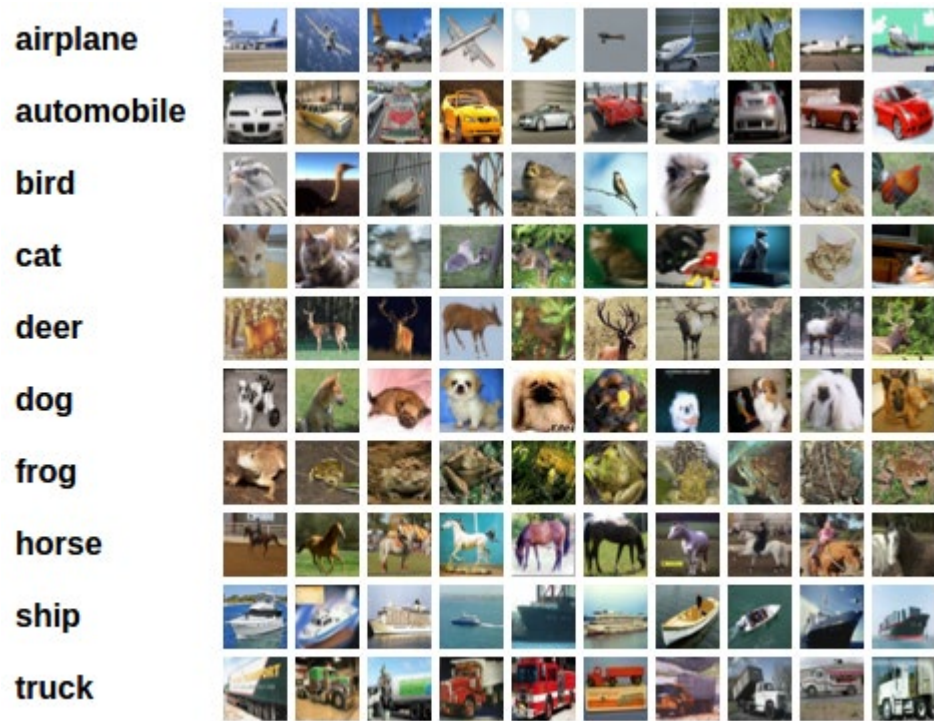 airplane
automobile
bird
cat
deer
dog
frog
horse
ship
truck